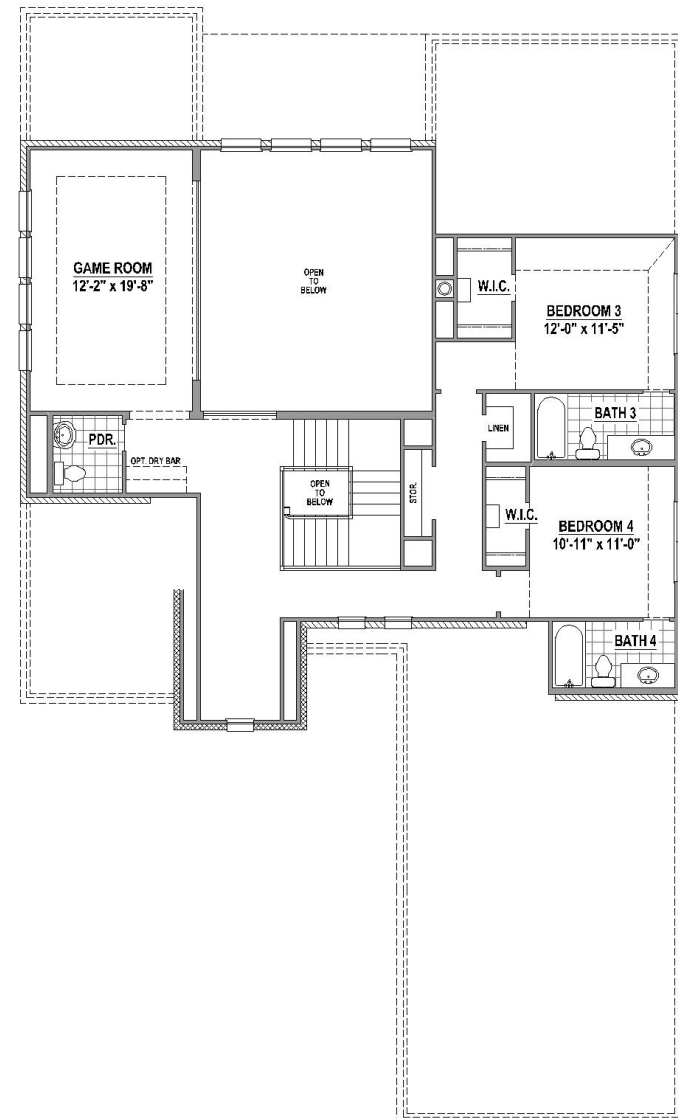 GAME ROOM
12'-2" x 19'-8"
OPEN
TO
BELOW
W.I.C.
BEDROOM 3
12'-0" x 11'-5"
PDR.
OPT. DRY BAR
OPEN
TO
BELOW
STOR.
LINEN
BATH 3
W.I.C.
BEDROOM 4
10'-11" x 11'-0"
BATH 4